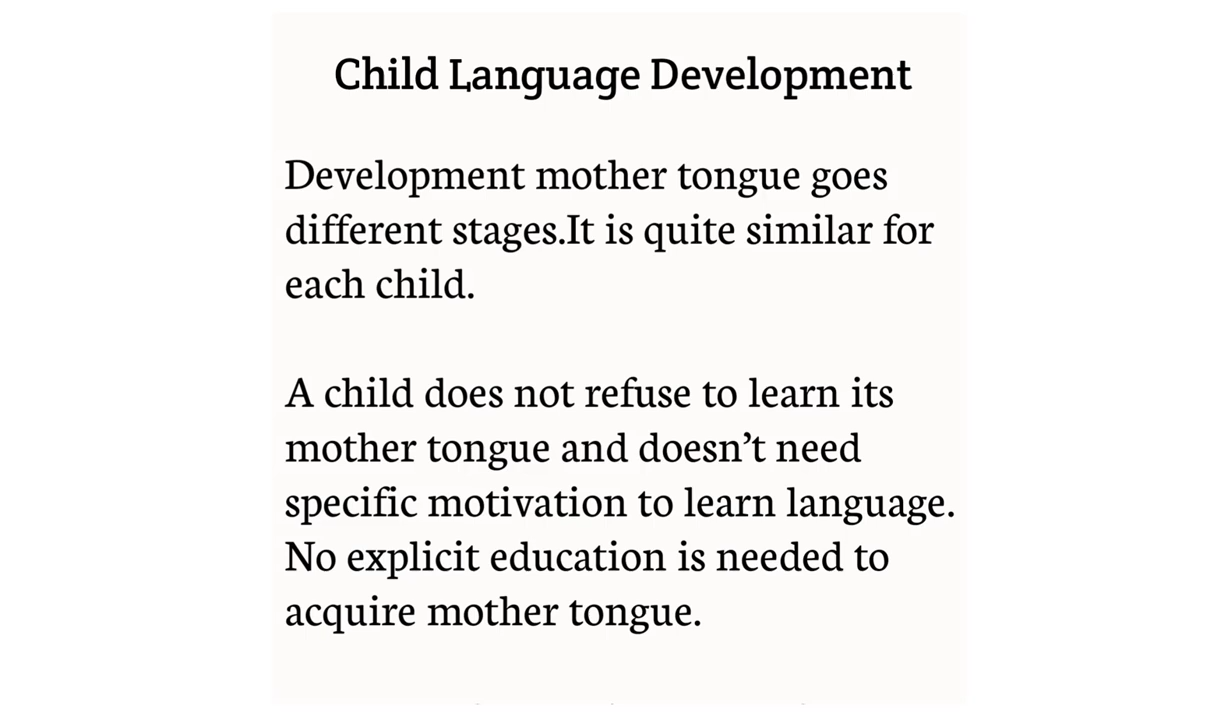 Child Language Development
Development mother tongue goes
different stages.It is quite similar for
each child.
A child does not refuse to learn its
mother tongue and doesn’t need
specific motivation to learn language.
No explicit education is needed to
acquire mother tongue.